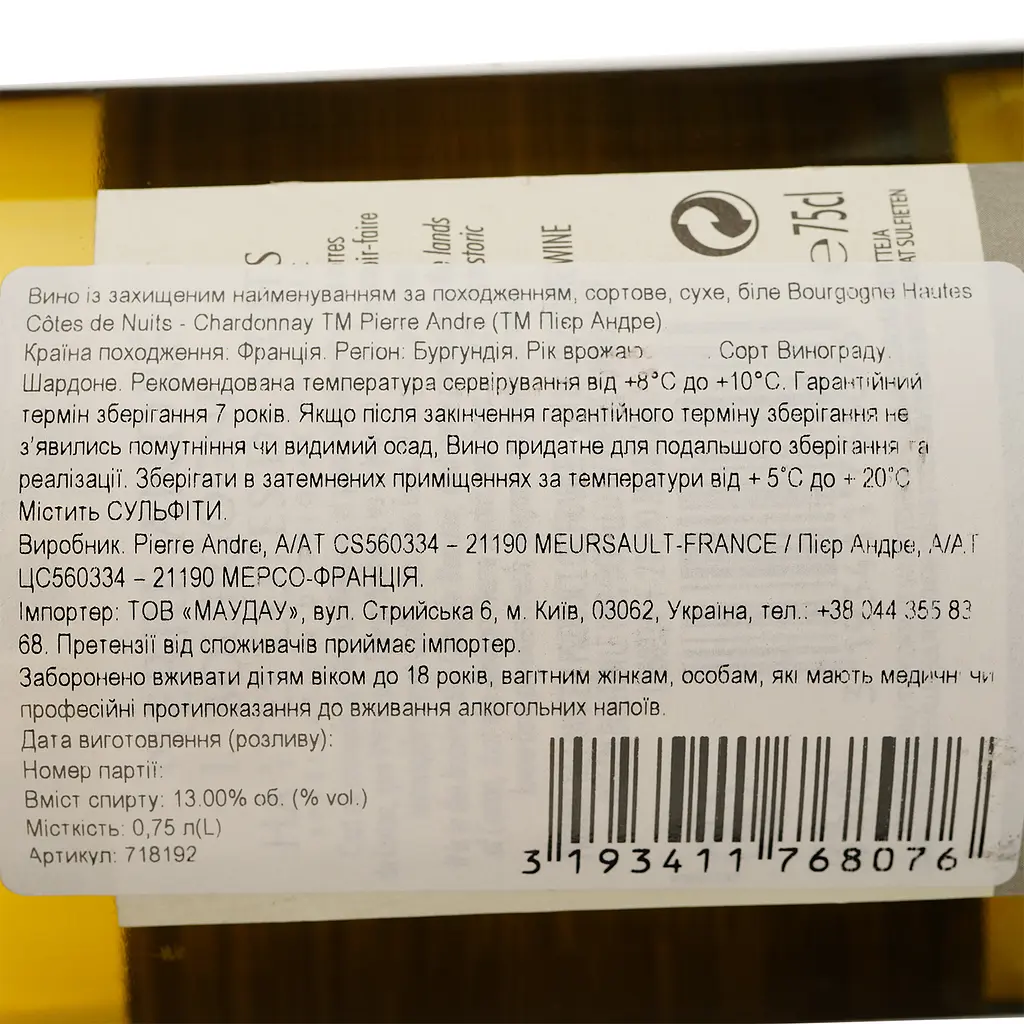 75cl
WINE
Вино із захищеним найменуванням за походженням, сортове, сухе, біле Bourgogne Hautes
Côtes de Nuits - Chardonnay TM Pierre Andre (ТМ Пієр Андре)
Країна походження: Франція. Регіон: Бургундія. Рік врожаю . Сорт Винограду:
Шардоне. Рекомендована температура сервірування від +8°C до +10°C. Гарантійний
термін зберігання 7 років. Якщо після закінчення гарантійного терміну зберігання не
з'явились помутніння чи видимий осад, Вино придатне для подальшого зберігання та
реалізації. Зберігати в затемнених приміщеннях за температури від + 5°C до + 20°C
Містить СУЛЬФІТИ.
Виробник. Pierre Andre, A/AT CS560334 – 21190 MEURSAULT-FRANCE / Пієр Андре,
ЦС560334 – 21190 МЕРСО-ФРАНЦІЯ.
Імпортер: ТОВ «МАУДАУ», вул. Стрийська 6, м. Київ, 03062, Україна, тел.: +38 044 355 83
68. Претензії від споживачів приймає імпортер.
Заборонено вживати дітям віком до 18 років, вагітним жінкам, особам, які мають медичні чи
професійні протипоказання до вживання алкогольних напоїв.
Дата виготовлення (розливу):
Номер партії:
Вміст спирту: 13.00% об. (% vol.)
Місткість: 0,75 л(L)
Артикул: 718192
3 193411 768076